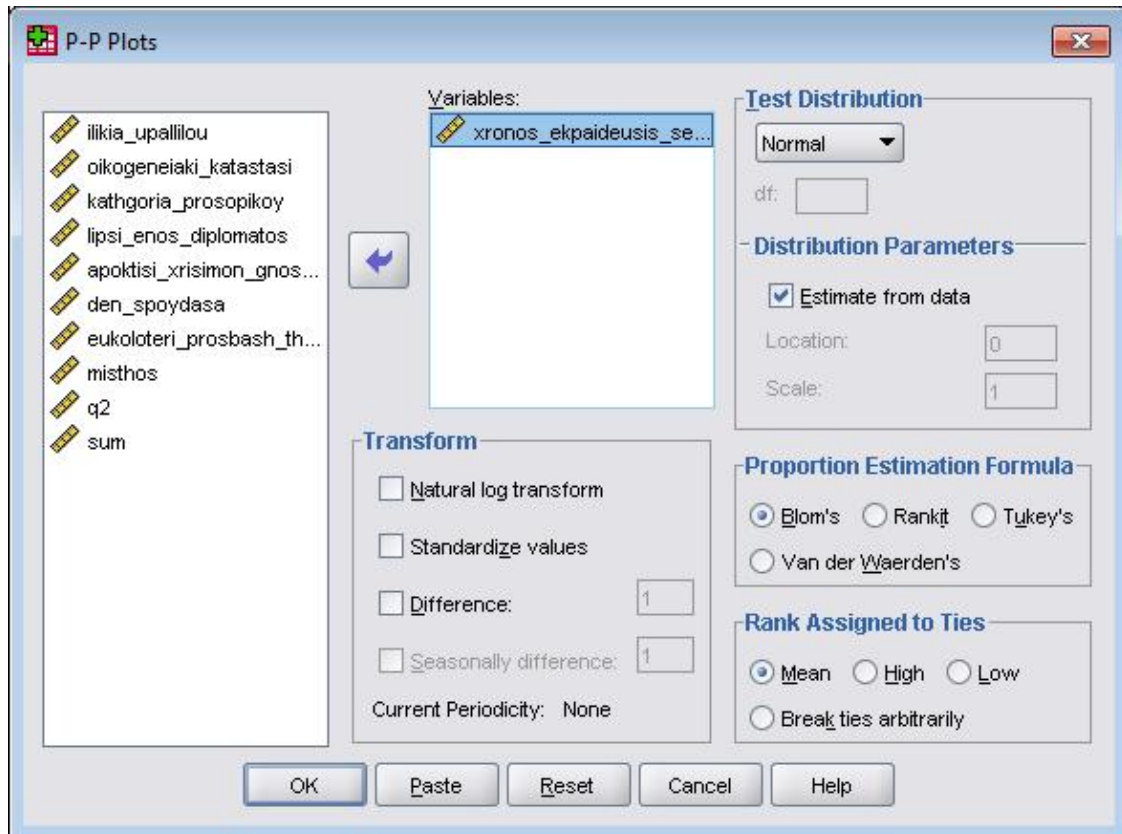 P-P Plots
ilikia_upallilou
oikogeneiaki_katastasi
kathgoria_prosopikoy
lipsi_enos_diplomatos
apoktisi_xrisimon_gnos...
den_spoydasa
eukoloteri_prosbash_th...
misthos
q2
sum
Variables:
xronos_ekpaideusis_se...
Transform
Natural log transform
Standardize values
Difference: 1
Seasonally difference: 1
Current Periodicity: None
Test Distribution
Normal
df:
Distribution Parameters
Estimate from data
Location: 0
Scale: 1
Proportion Estimation Formula
Blom's Rankit Tukey's
Van der Waerden's
Rank Assigned to Ties
Mean High Low
Break ties arbitrarily
OK Paste Reset Cancel Help